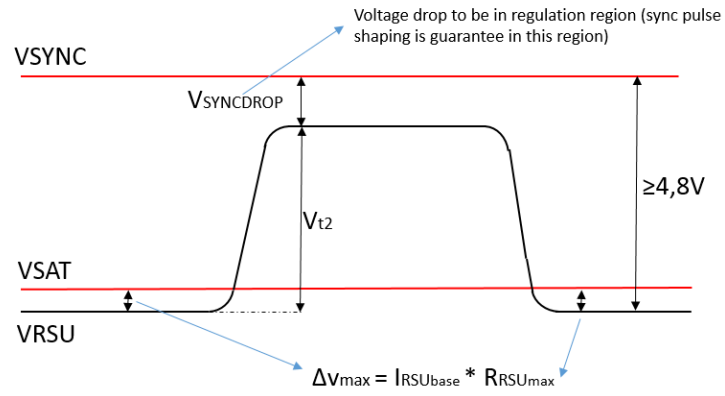 Voltage drop to be in regulation region (sync pulse
shaping is guarantee in this region)
VSYNC
VSYNCDROP
≥4,8V
Vt2
VSAT
VRSU
Δvmax = IRSUbase * RRSUmax